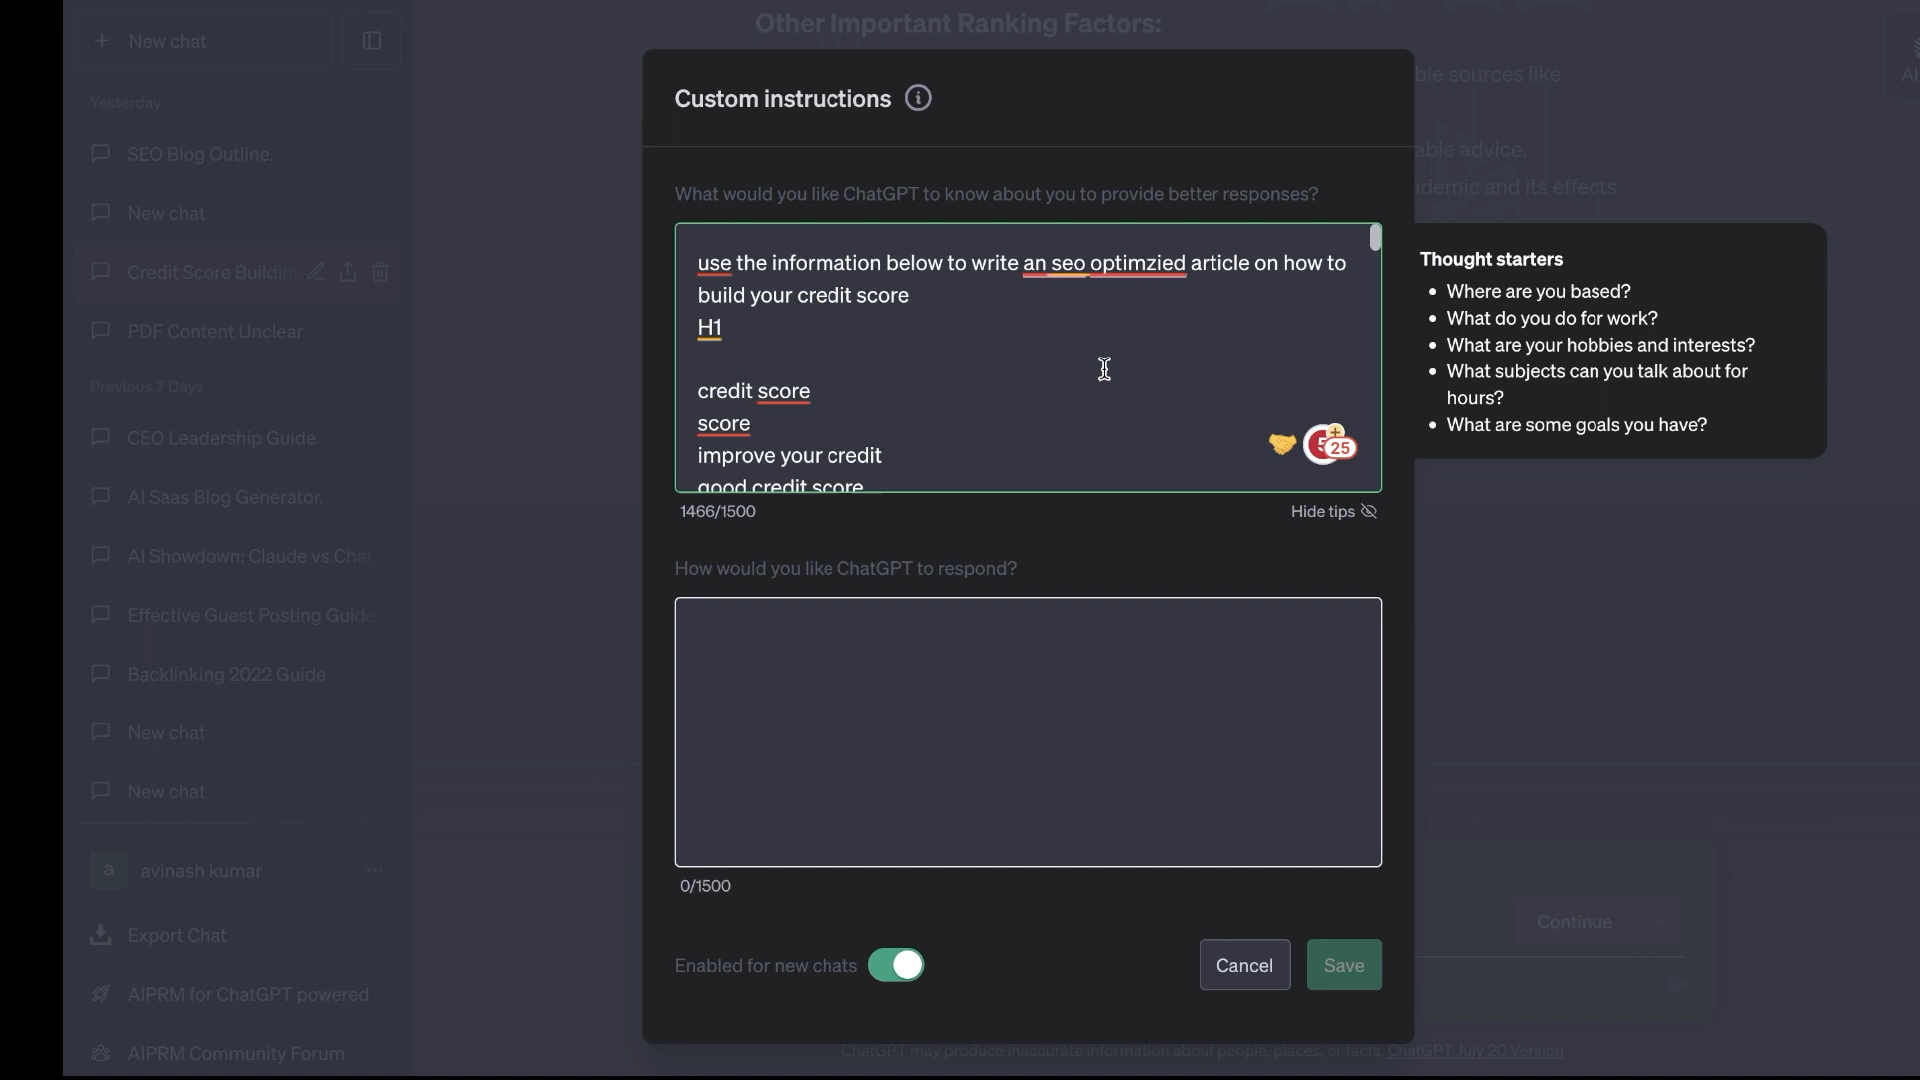 Other Important Ranking Factors:
New chat
Yesterday
SEO Blog Outline.
New chat
Credit Score Buildin
PDF Content Unclear
Previous 7 Days
CEO Leadership Guide
AI Saas Blog Generator.
AI Showdown: Claude vs Chat
Effective Guest Posting Guide
Backlinking 2022 Guide
New chat
New chat
a avinash kumar
Export Chat
AIPRM for ChatGPT powered
AIPRM Community Forum
Custom instructions
What would you like ChatGPT to know about you to provide better responses?
use the information below to write an seo optimzied article on how to
build your credit score
H1
credit score
score
improve your credit
good credit score
25
1466/1500
Hide tips
How would you like ChatGPT to respond?
0/1500
Enabled for new chats
Cancel
Save
ble sources like
able advice.
ndemic and its effects
AI
Thought starters
• Where are you based?
• What do you do for work?
• What are your hobbies and interests?
• What subjects can you talk about for
hours?
• What are some goals you have?
Continue
ChatGPT may produce inaccurate information about people, places, or facts. ChatGPT July 20 Version